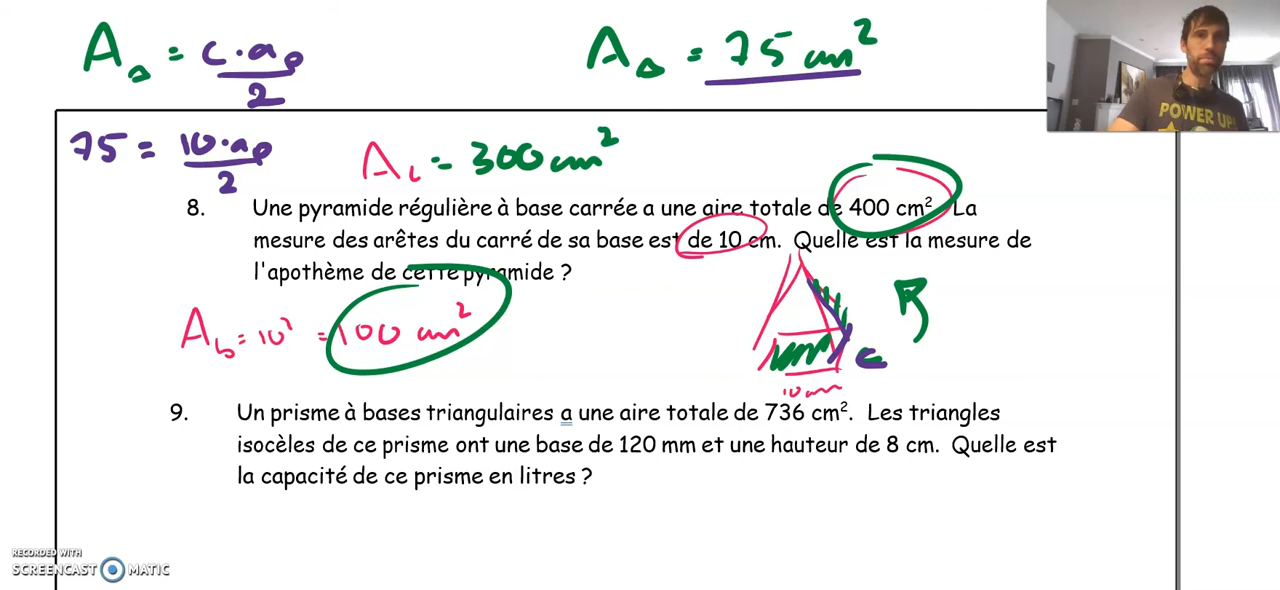 A△ = c·ap/2
A△ = 75 cm²
POWER UP!
75 = 10·ap/2
AL = 300 cm²
8. Une pyramide régulière à base carrée a une aire totale de 400 cm². La
mesure des arêtes du carré de sa base est de 10 cm. Quelle est la mesure de
l'apothème de cette pyramide ?
Ab = 10² = 100 cm²
c
10 cm
9. Un prisme à bases triangulaires a une aire totale de 736 cm². Les triangles
isocèles de ce prisme ont une base de 120 mm et une hauteur de 8 cm. Quelle est
la capacité de ce prisme en litres ?
RECORDED WITH
SCREENCAST MATIC